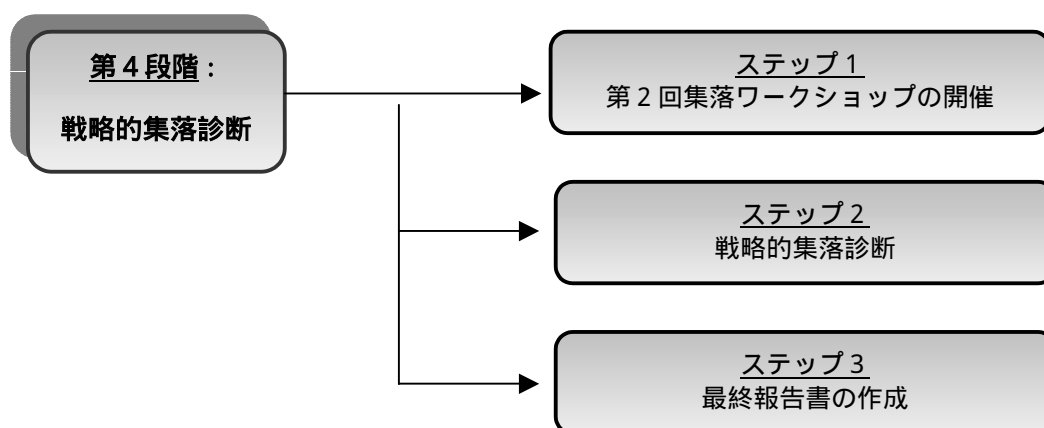 第4段階：
戦略的集落診断
ステップ1
第2回集落ワークショップの開催
ステップ2
戦略的集落診断
ステップ3
最終報告書の作成